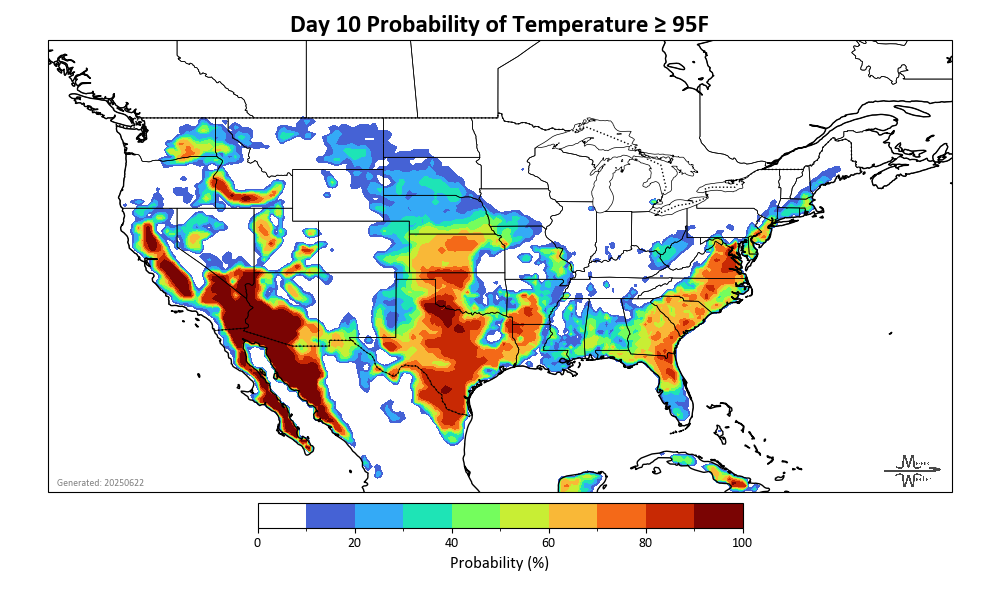 Day 10 Probability of Temperature ≥ 95F
Generated: 20250622
0 20 40 60 80 100
Probability (%)